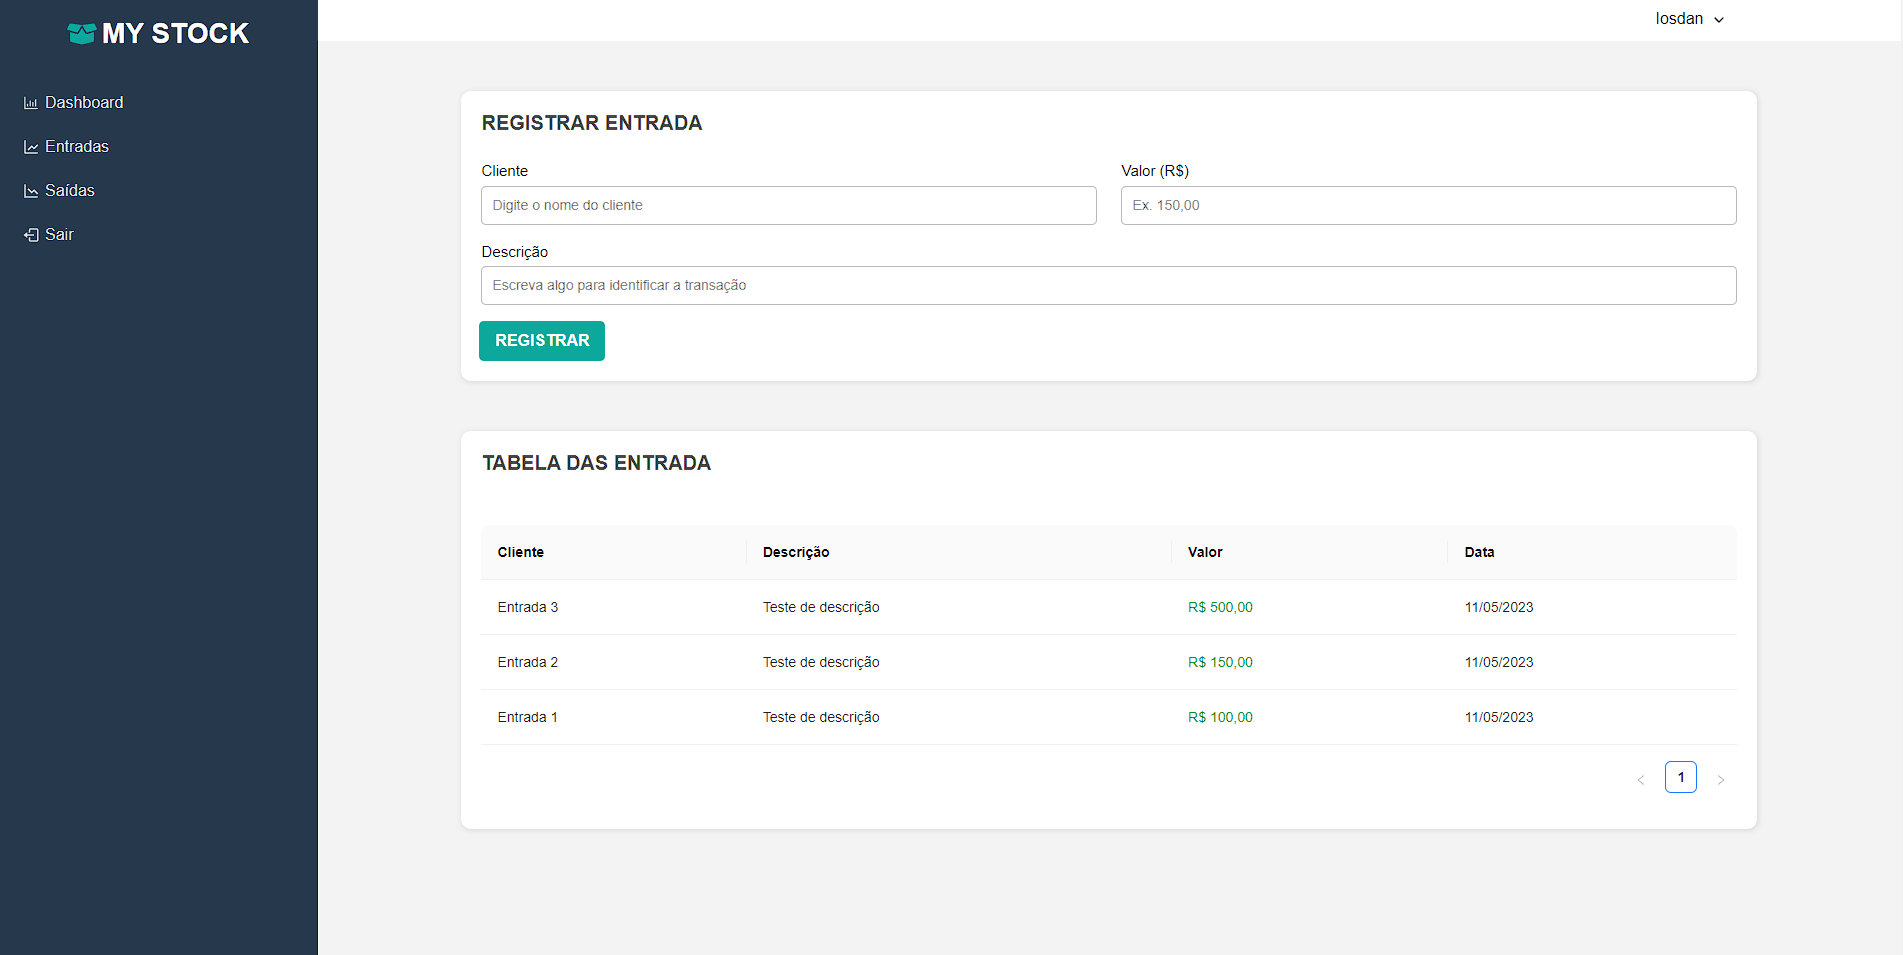 MY STOCK
Iosdan
Dashboard
Entradas
Saídas
Sair
REGISTRAR ENTRADA
Cliente Valor (R$)
Digite o nome do cliente Ex. 150,00
Descrição
Escreva algo para identificar a transação
REGISTRAR
TABELA DAS ENTRADA
Cliente Descrição Valor Data
Entrada 3 Teste de descrição R$ 500,00 11/05/2023
Entrada 2 Teste de descrição R$ 150,00 11/05/2023
Entrada 1 Teste de descrição R$ 100,00 11/05/2023
< 1 >